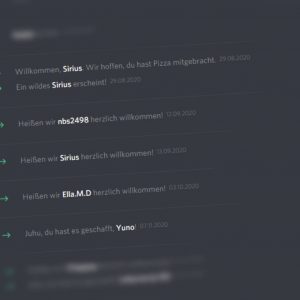 Willkommen, Sirius. Wir hoffen, du hast Pizza mitgebracht. 29.08.2020
Ein wildes Sirius erscheint! 29.08.2020
Heißen wir nbs2498 herzlich willkommen! 12.09.2020
Heißen wir Sirius herzlich willkommen! 13.09.2020
Heißen wir Ella.M.D herzlich willkommen! 03.10.2020
Juhu, du hast es geschafft, Yuno! 07.11.2020